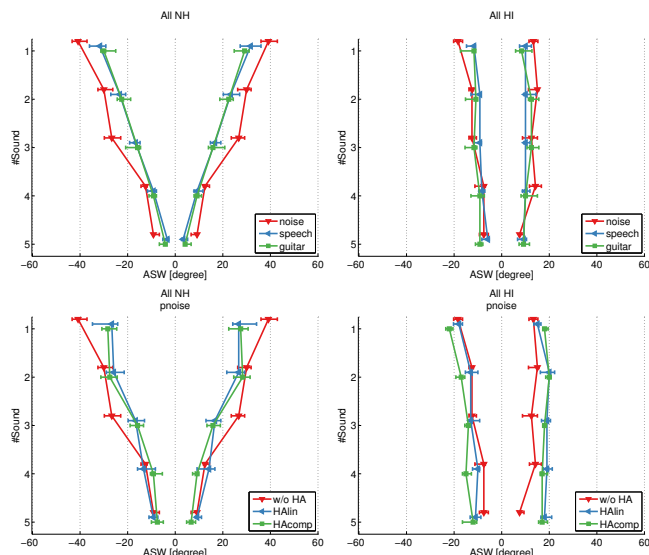 All NH
All HI
1
2
3
4
5
#Sound
noise
speech
guitar
−60 −40 −20 0 20 40 60
ASW [degree]
1
2
3
4
5
#Sound
noise
speech
guitar
−60 −40 −20 0 20 40 60
ASW [degree]
All NH
pnoise
All HI
pnoise
1
2
3
4
5
#Sound
w/o HA
HAlin
HAcomp
−60 −40 −20 0 20 40 60
ASW [degree]
1
2
3
4
5
#Sound
w/o HA
HAlin
HAcomp
−60 −40 −20 0 20 40 60
ASW [degree]